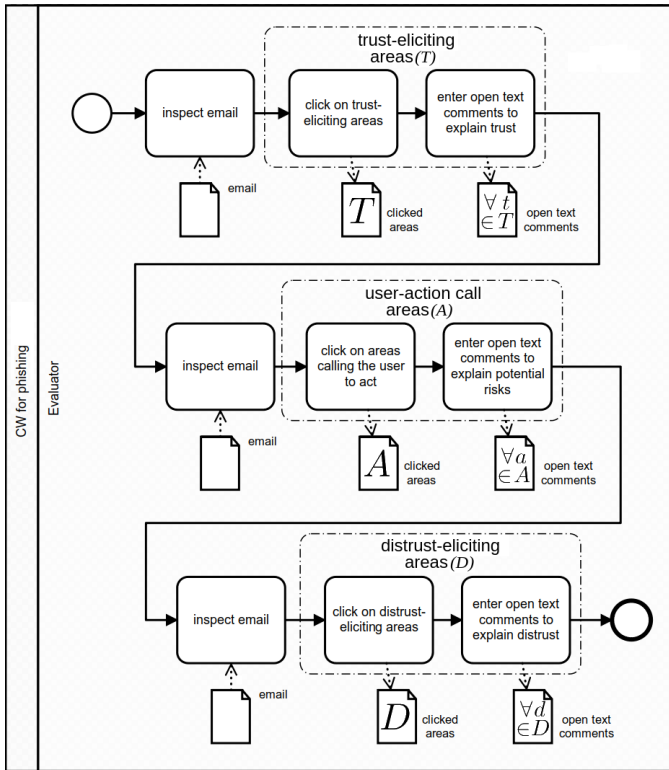 CW for phishing
Evaluator
trust-eliciting
areas(T)
inspect email
click on trust-
eliciting areas
enter open text
comments to
explain trust
email
T
clicked
areas
∀ t
∈ T
open text
comments
user-action call
areas(A)
inspect email
click on areas
calling the user
to act
enter open text
comments to
explain potential
risks
email
A
clicked
areas
∀a
∈ A
open text
comments
distrust-eliciting
areas(D)
inspect email
click on distrust-
eliciting areas
enter open text
comments to
explain distrust
email
D
clicked
areas
∀d
∈D
open text
comments